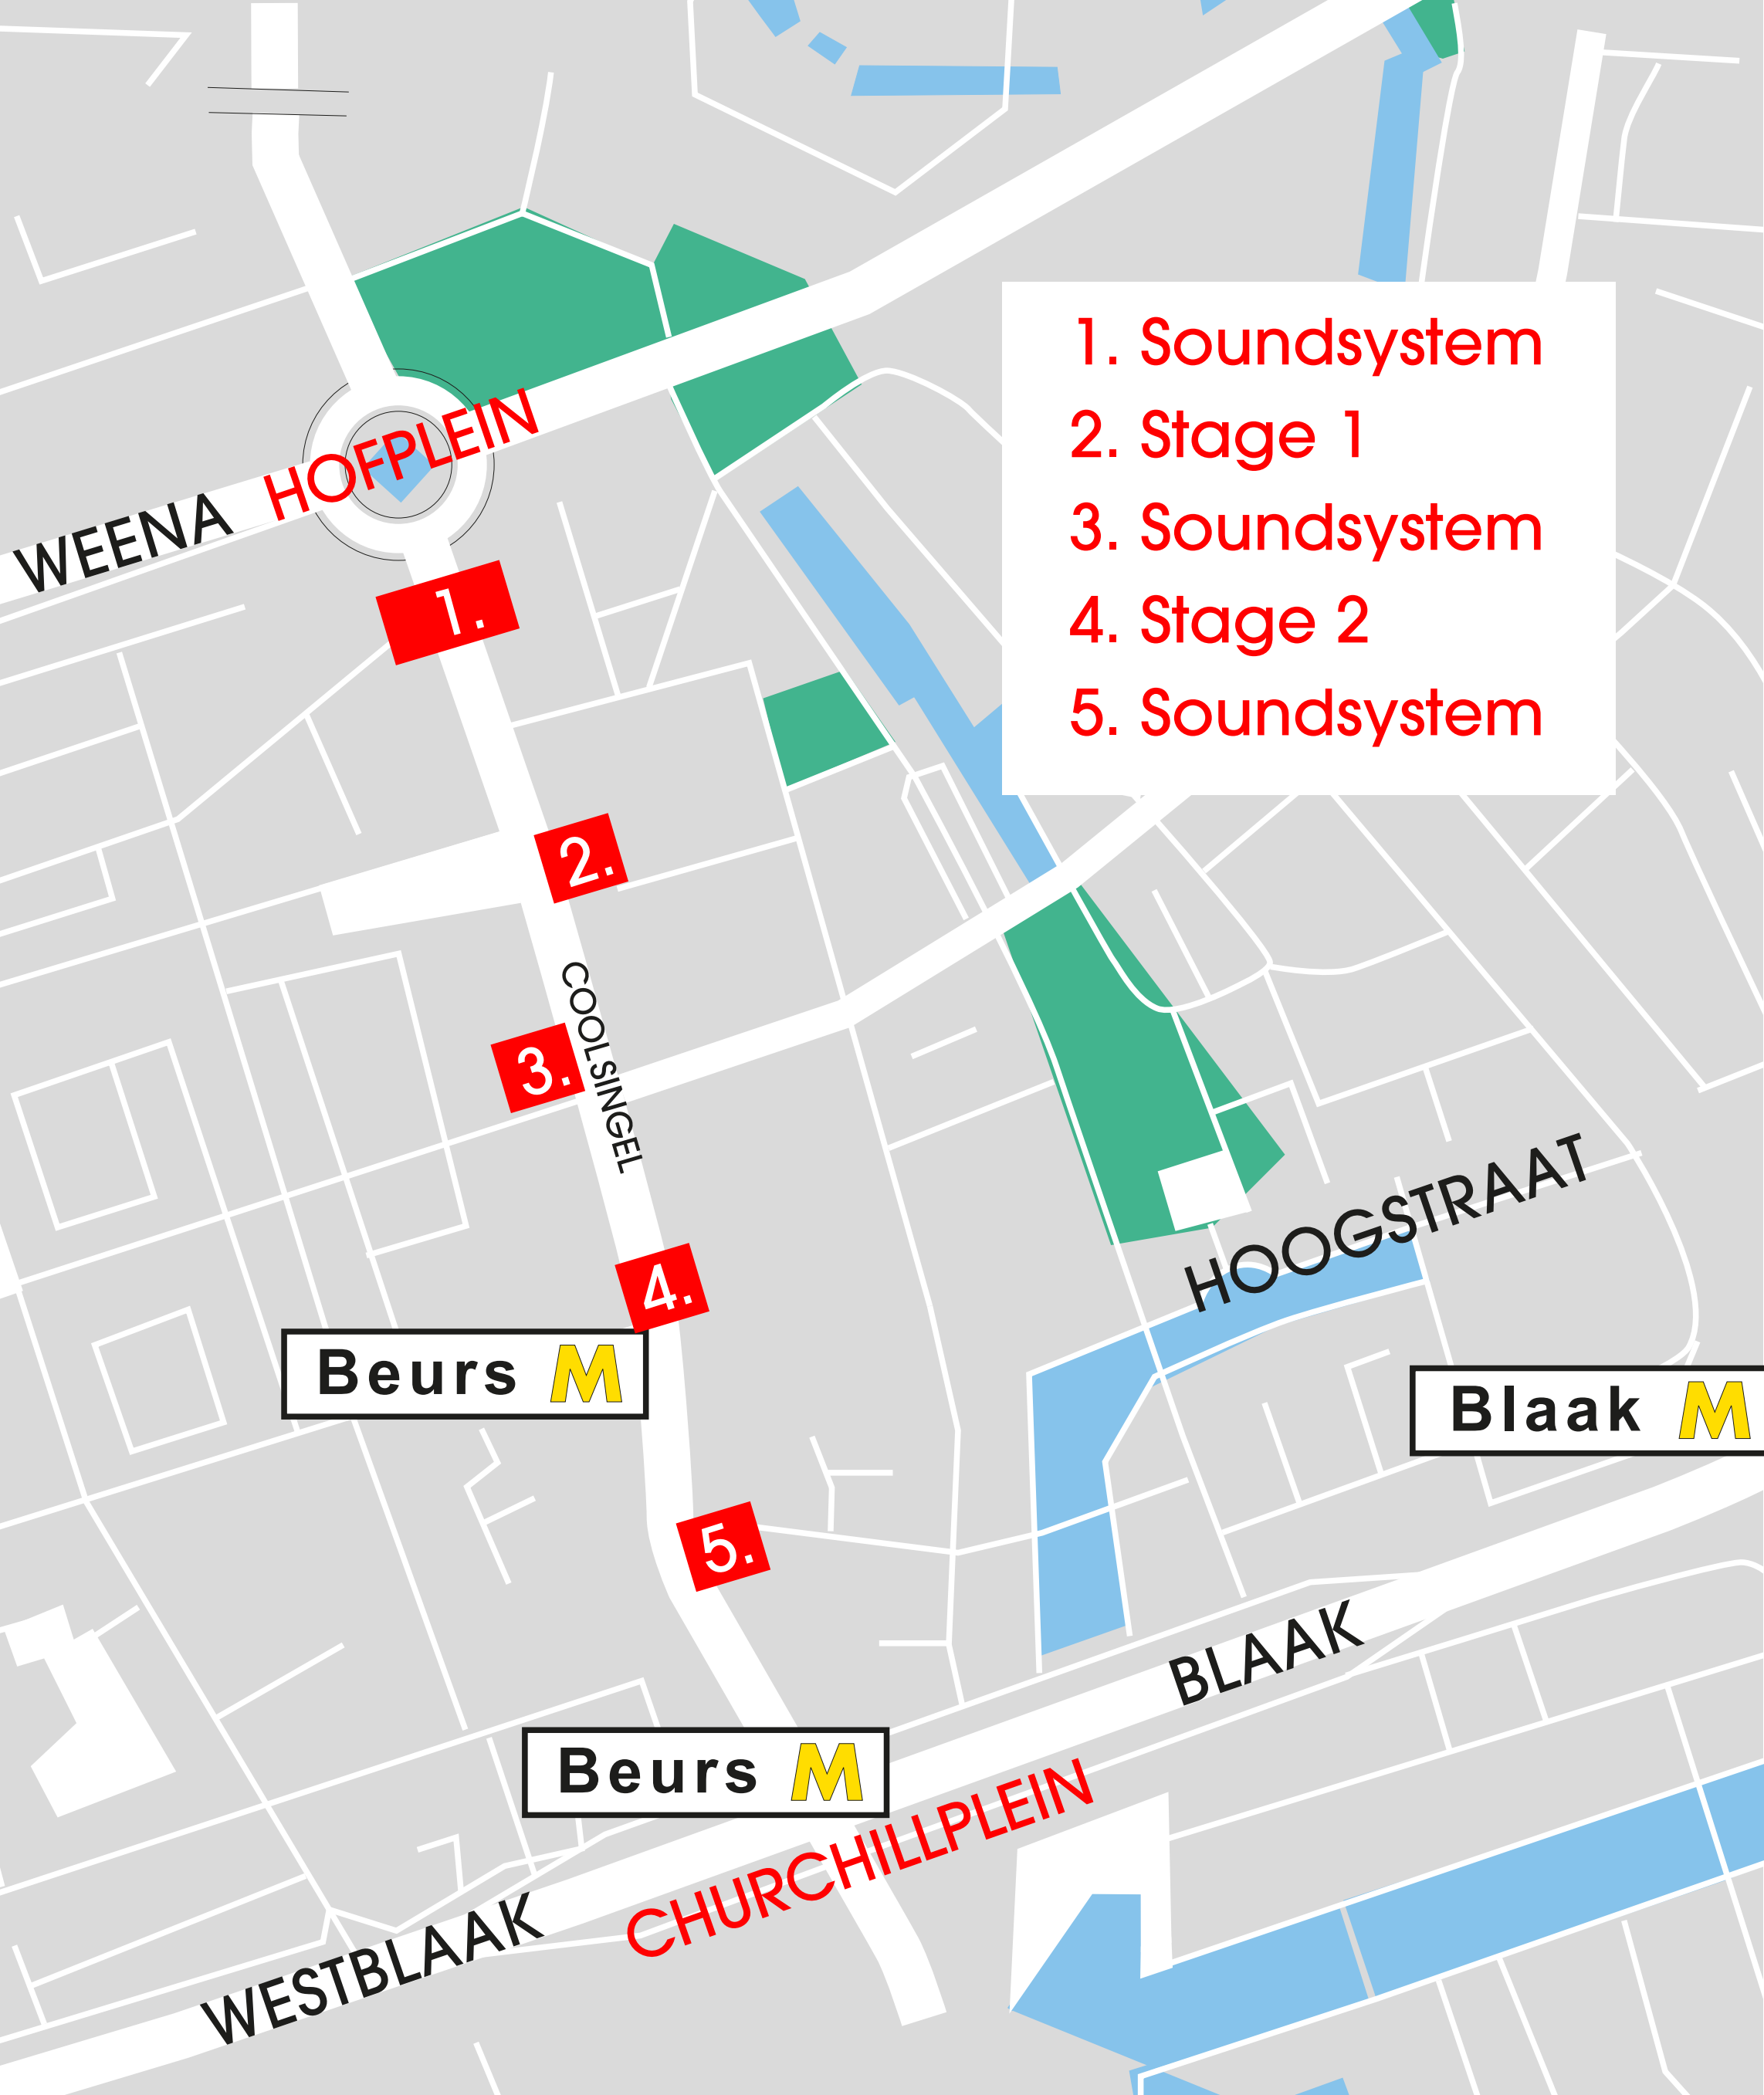 1. Soundsystem
2. Stage 1
3. Soundsystem
4. Stage 2
5. Soundsystem
HOFPLEIN
WEENA
1.
2.
COOLSINGEL
3.
HOOGSTRAAT
4.
Beurs M
Blaak M
5.
BLAAK
Beurs M
CHURCHILLPLEIN
WESTBLAAK